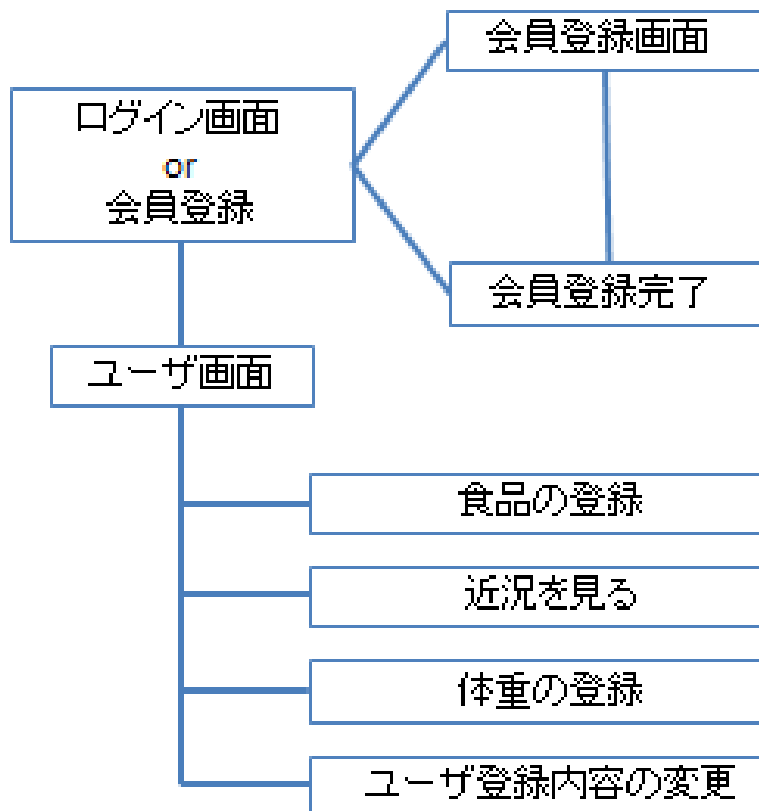 会員登録画面
ログイン画面
or
会員登録
会員登録完了
ユーザ画面
食品の登録
近況を見る
体重の登録
ユーザ登録内容の変更